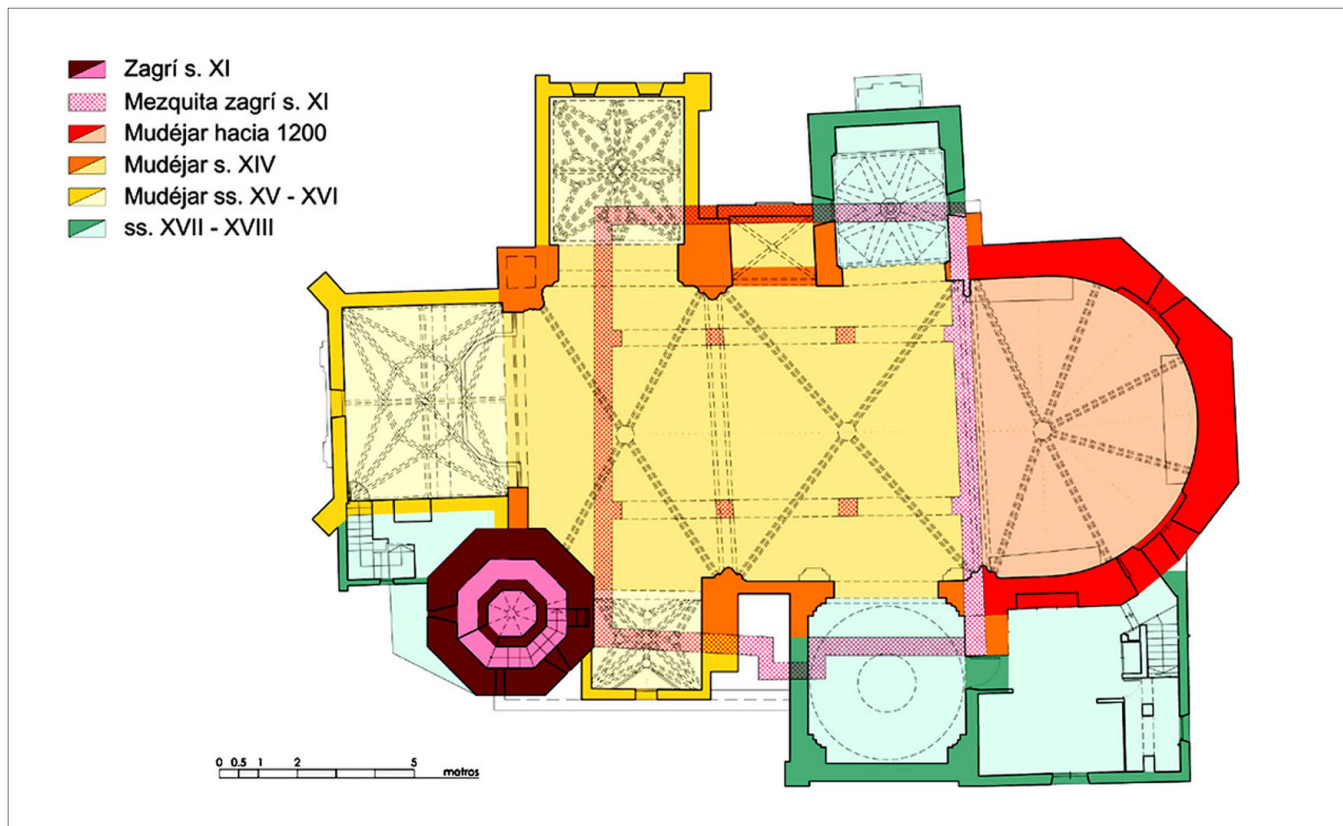 Zagrí s. XI
Mezquita zagrí s. XI
Mudéjar hacia 1200
Mudéjar s. XIV
Mudéjar ss. XV - XVI
ss. XVII - XVIII
0 0.5 1 2 5 metros